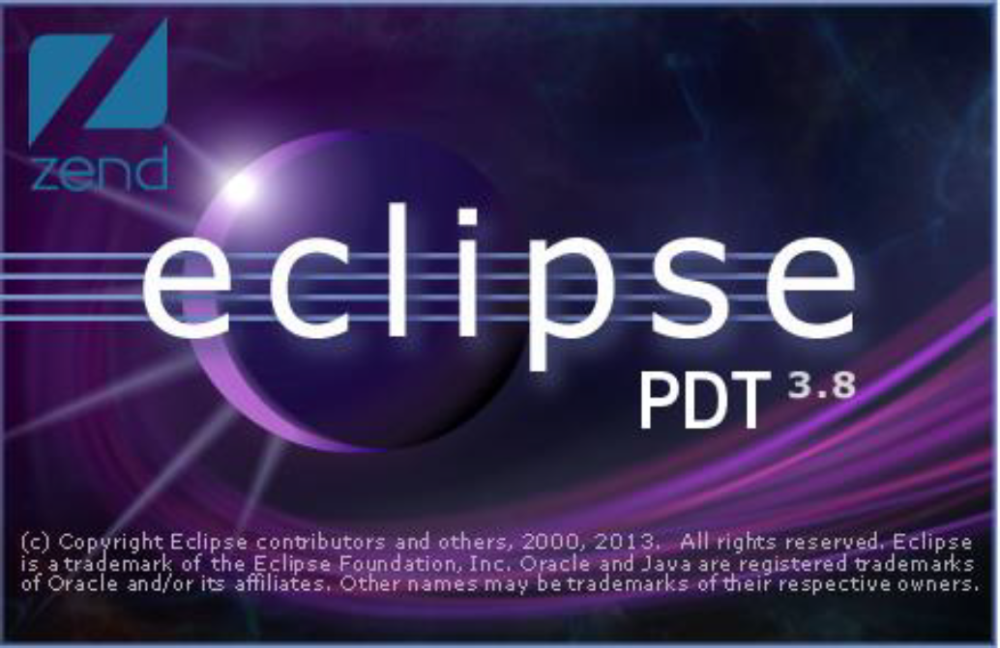 zend
eclipse
PDT 3.8
(c) Copyright Eclipse contributors and others, 2000, 2013.  All rights reserved. Eclipse
is a trademark of the Eclipse Foundation, Inc. Oracle and Java are registered trademarks
of Oracle and/or its affiliates. Other names may be trademarks of their respective owners.